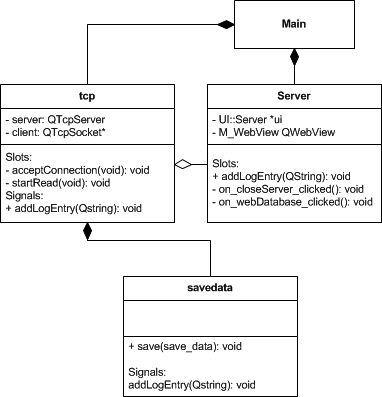 Main
tcp
- server: QTcpServer
- client: QTcpSocket*
Slots:
- acceptConnection(void): void
- startRead(void): void
Signals:
+ addLogEntry(Qstring): void
Server
- UI::Server *ui
- M_WebView QWebView
Slots:
+ addLogEntry(QString): void
- on_closeServer_clicked(): void
- on_webDatabase_clicked(): void
savedata
+ save(save_data): void
Signals:
addLogEntry(Qstring): void